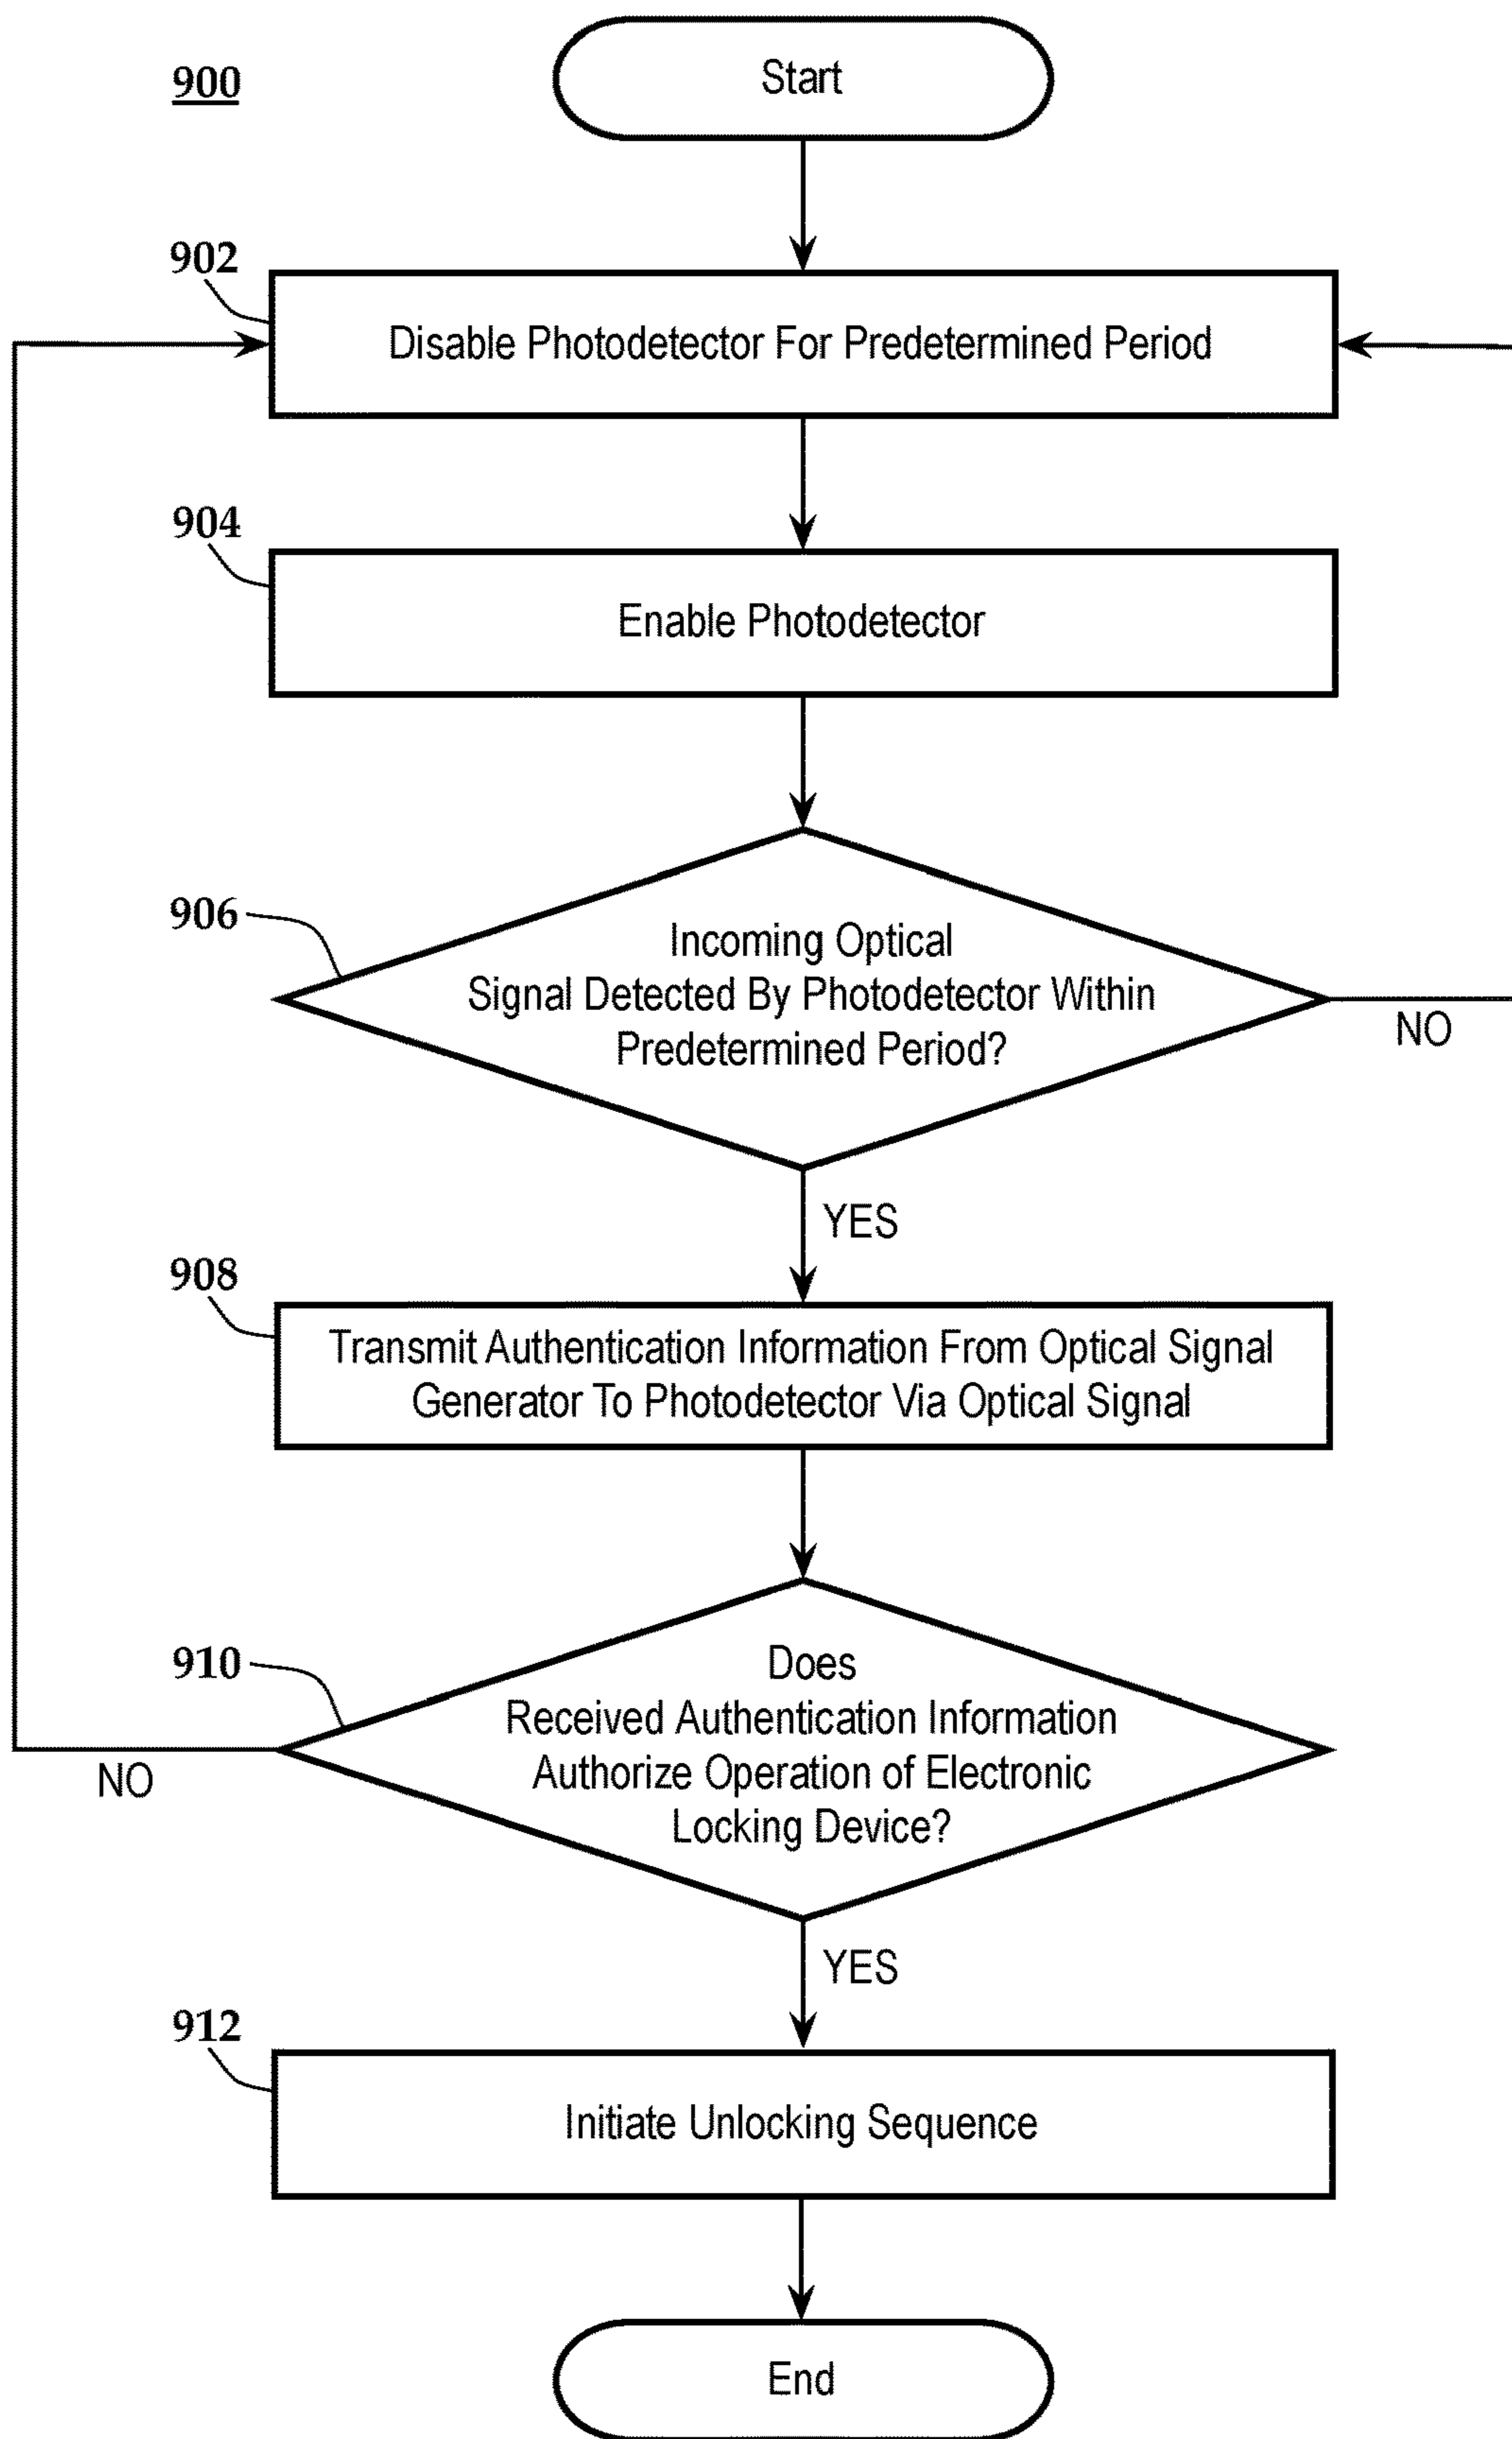 900
Start
902
Disable Photodetector For Predetermined Period
904
Enable Photodetector
906
Incoming Optical
Signal Detected By Photodetector Within
Predetermined Period?
NO
YES
908
Transmit Authentication Information From Optical Signal
Generator To Photodetector Via Optical Signal
910
Does
Received Authentication Information
Authorize Operation of Electronic
Locking Device?
NO
YES
912
Initiate Unlocking Sequence
End